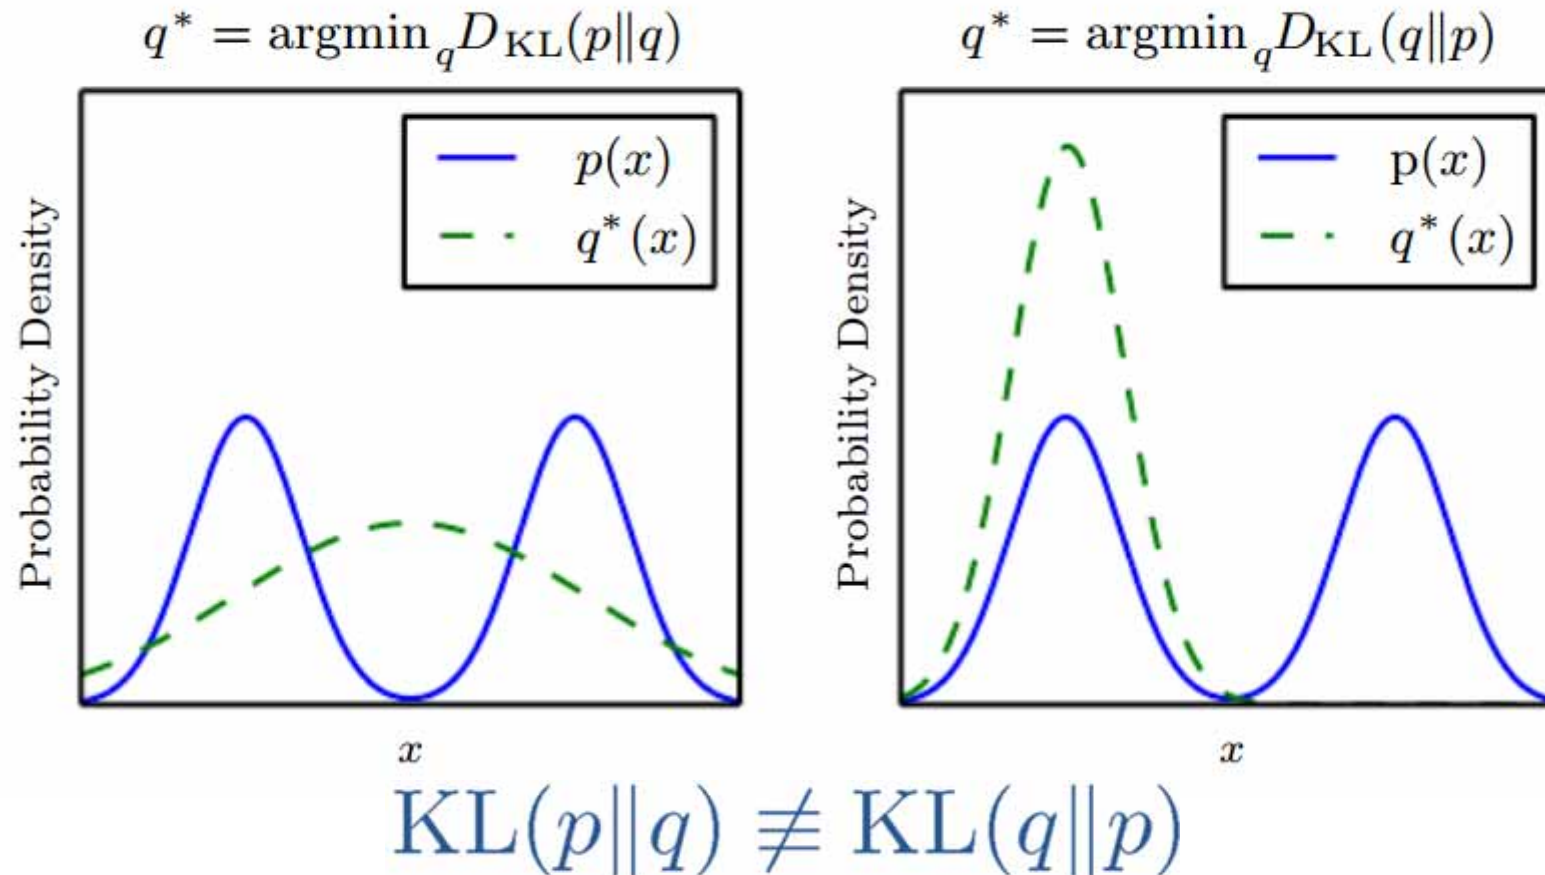 q* = argmin_q D_KL(p‖q)
q* = argmin_q D_KL(q‖p)
Probability Density
p(x)
q*(x)
x
Probability Density
p(x)
q*(x)
x
KL(p‖q) ≢ KL(q‖p)